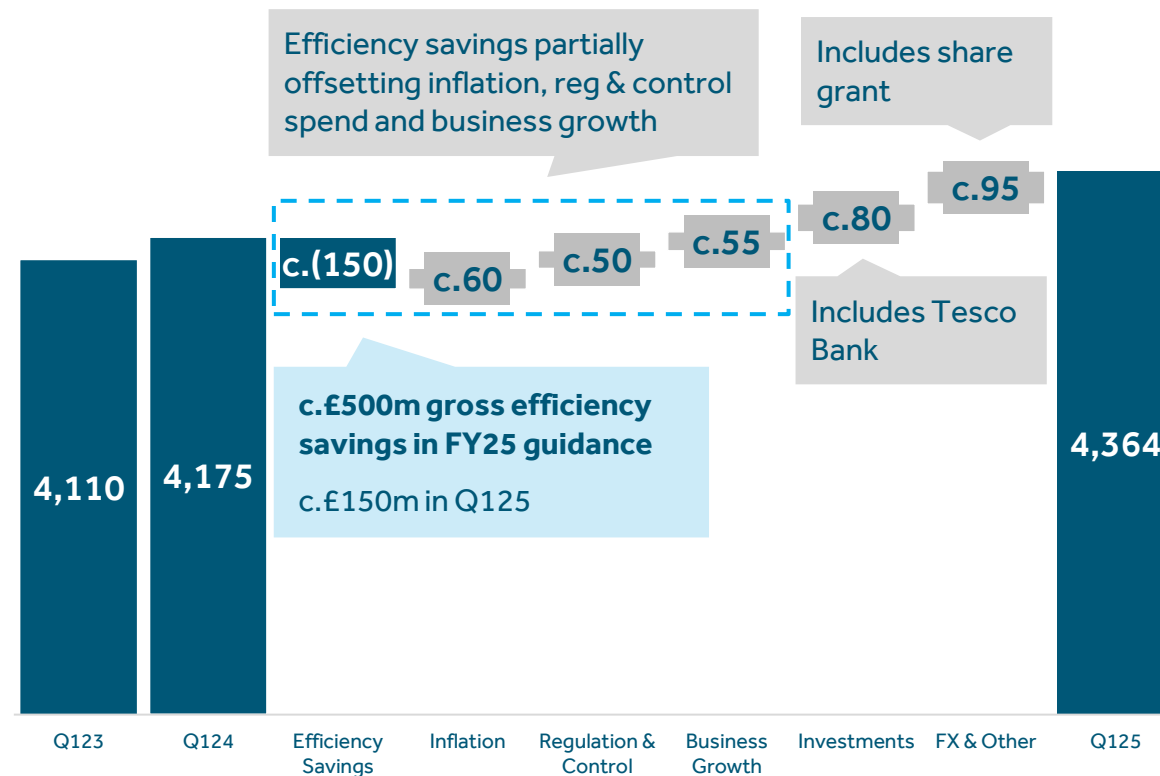 Efficiency savings partially
offsetting inflation, reg & control
spend and business growth
Includes share
grant
c.(150)
c.60
c.50
c.55
c.80
c.95
Includes Tesco
Bank
c.£500m gross efficiency
savings in FY25 guidance
c.£150m in Q125
4,110
4,175
4,364
Q123
Q124
Efficiency
Savings
Inflation
Regulation &
Control
Business
Growth
Investments
FX & Other
Q125